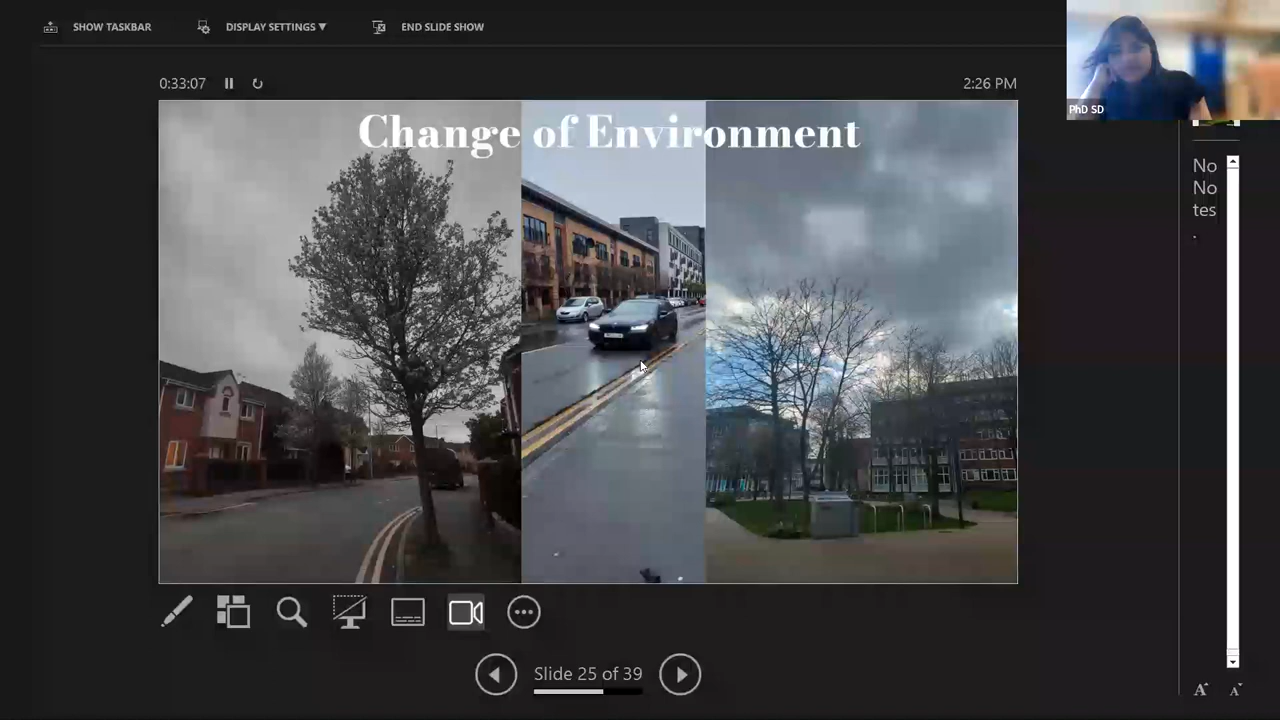 SHOW TASKBAR
DISPLAY SETTINGS ▼
END SLIDE SHOW
PhD SD
0:33:07
2:26 PM
Change of Environment
No
No
tes
.
Slide 25 of 39
A
A